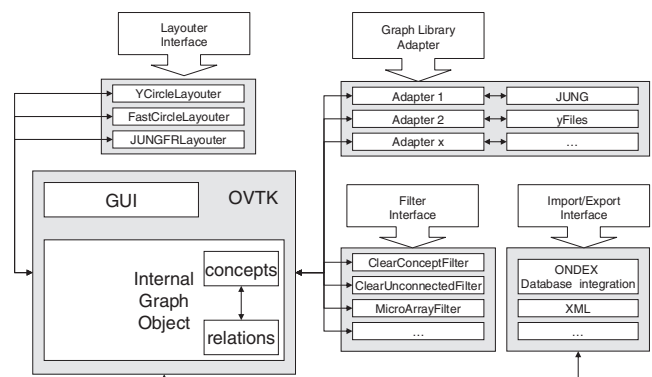 Layouter
Interface
Graph Library
Adapter
YCircleLayouter
FastCircleLayouter
JUNGFRLayouter
Adapter 1
JUNG
Adapter 2
yFiles
Adapter x
...
GUI
OVTK
Internal
Graph
Object
concepts
relations
Filter
Interface
Import/Export
Interface
ClearConceptFilter
ClearUnconnectedFilter
MicroArrayFilter
...
ONDEX
Database integration
XML
...